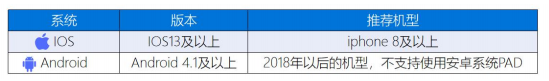 系统 版本 推荐机型
IOS IOS13及以上 iphone 8及以上
Android Android 4.1及以上 2018年以后的机型，不支持使用安卓系统PAD